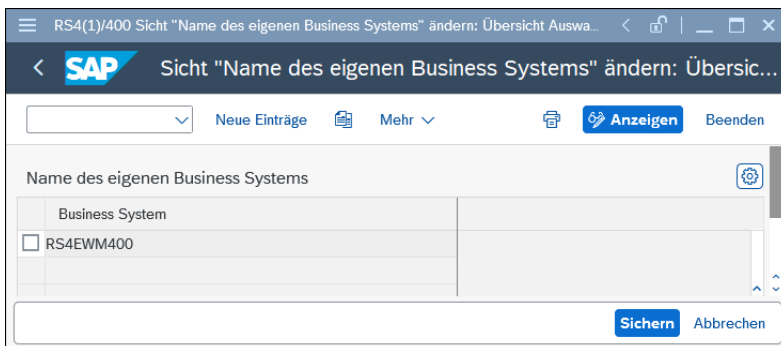 RS4(1)/400 Sicht "Name des eigenen Business Systems" ändern: Übersicht Auswa...
SAP Sicht "Name des eigenen Business Systems" ändern: Übersic...
Neue Einträge Mehr Anzeigen Beenden
Name des eigenen Business Systems
Business System
RS4EWM400
Sichern Abbrechen